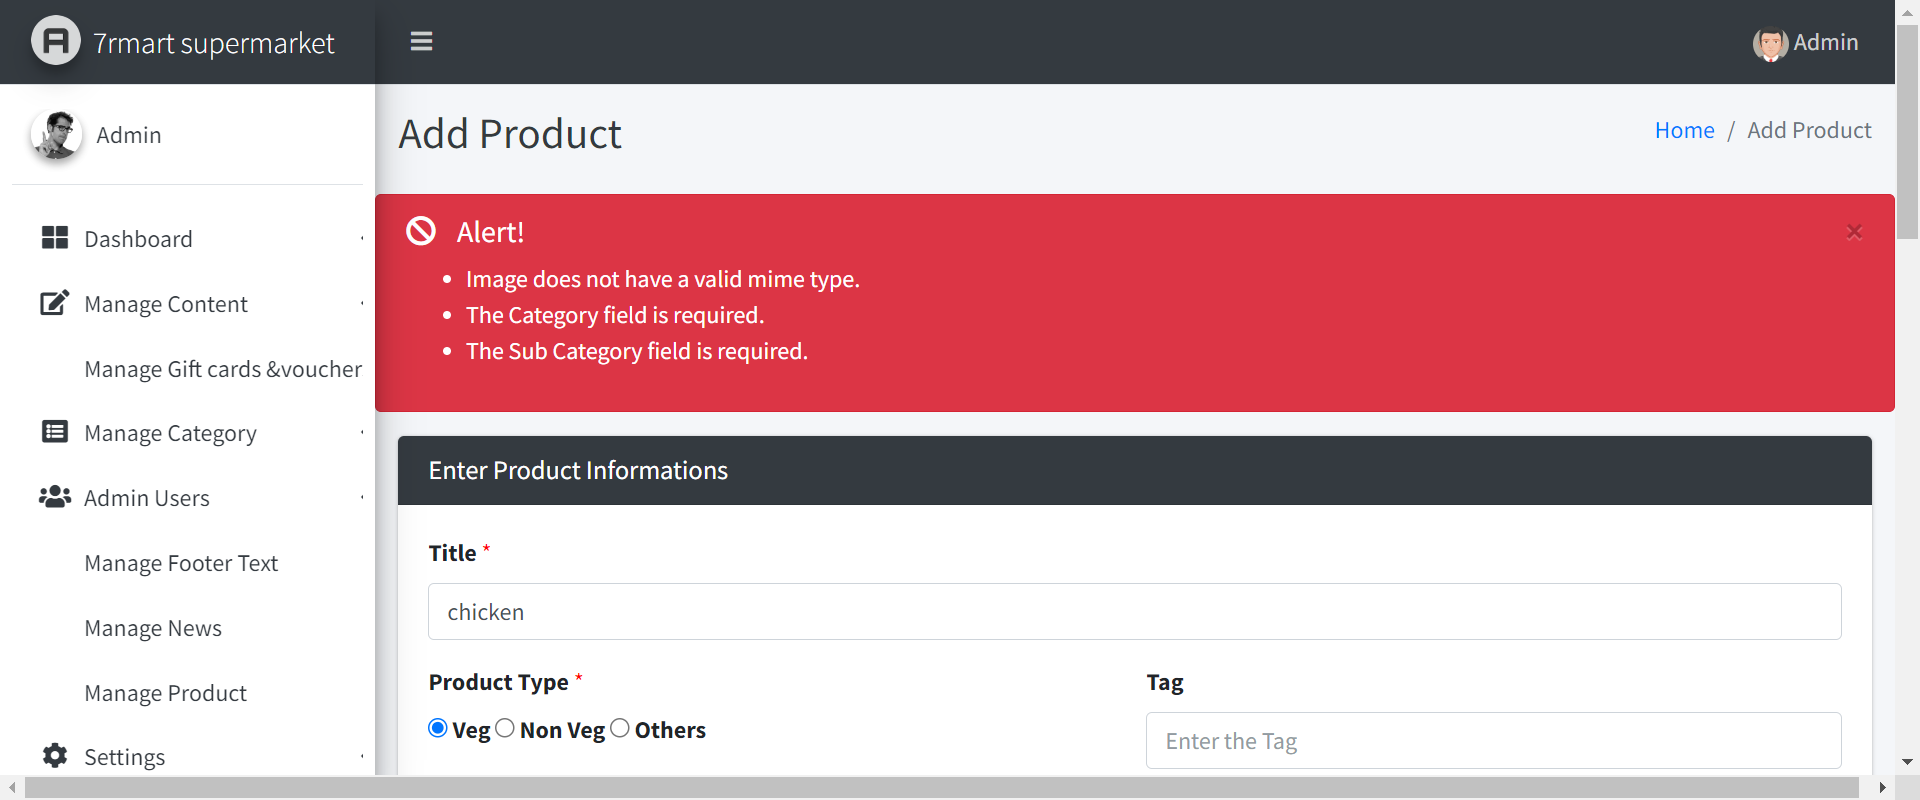 7rmart supermarket
Admin
Admin
Add Product
Home / Add Product
Alert!
×
• Image does not have a valid mime type.
• The Category field is required.
• The Sub Category field is required.
Dashboard
Manage Content
Manage Gift cards &voucher
Manage Category
Admin Users
Manage Footer Text
Manage News
Manage Product
Settings
Enter Product Informations
Title *
chicken
Product Type *
Veg Non Veg Others
Tag
Enter the Tag